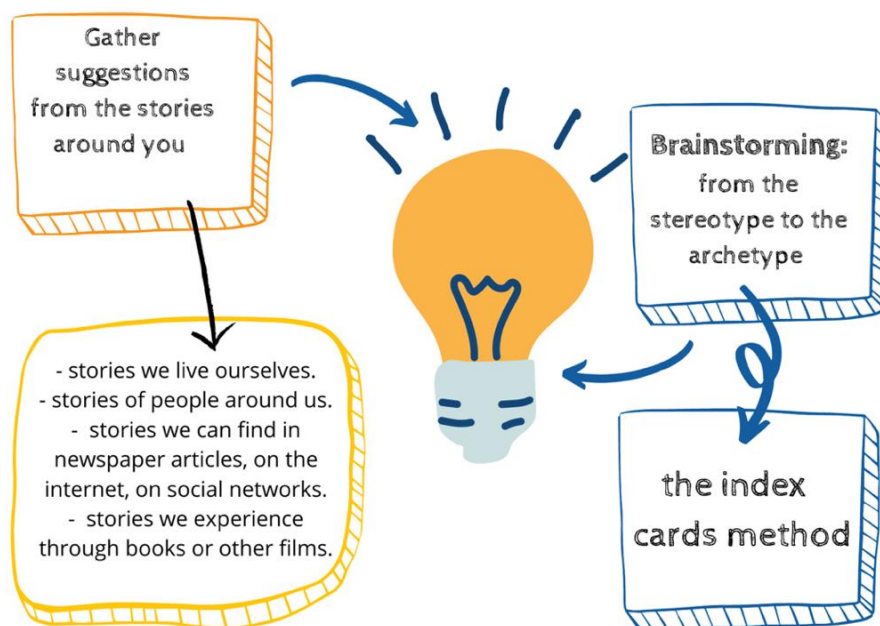 Gather
suggestions
from the stories
around you
- stories we live ourselves.
- stories of people around us.
- stories we can find in
newspaper articles, on the
internet, on social networks.
- stories we experience
through books or other films.
Brainstorming:
from the
stereotype to the
archetype
the index
cards method